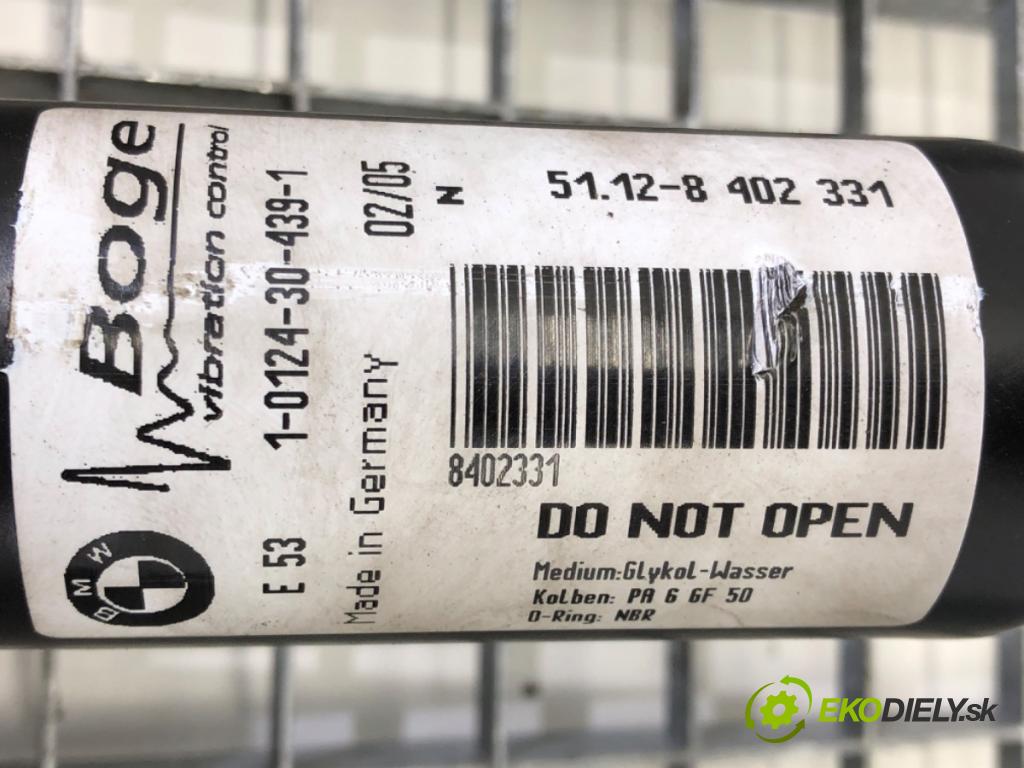 Boge
vibration control
BMW
E 53
1-0124-30-439-1
Made in Germany
02/05
N
51.12-8 402 331
8402331
DO NOT OPEN
Medium:Glykol-Wasser
Kolben: PA 6 GF 50
O-Ring: NBR
EKODIELY.sk